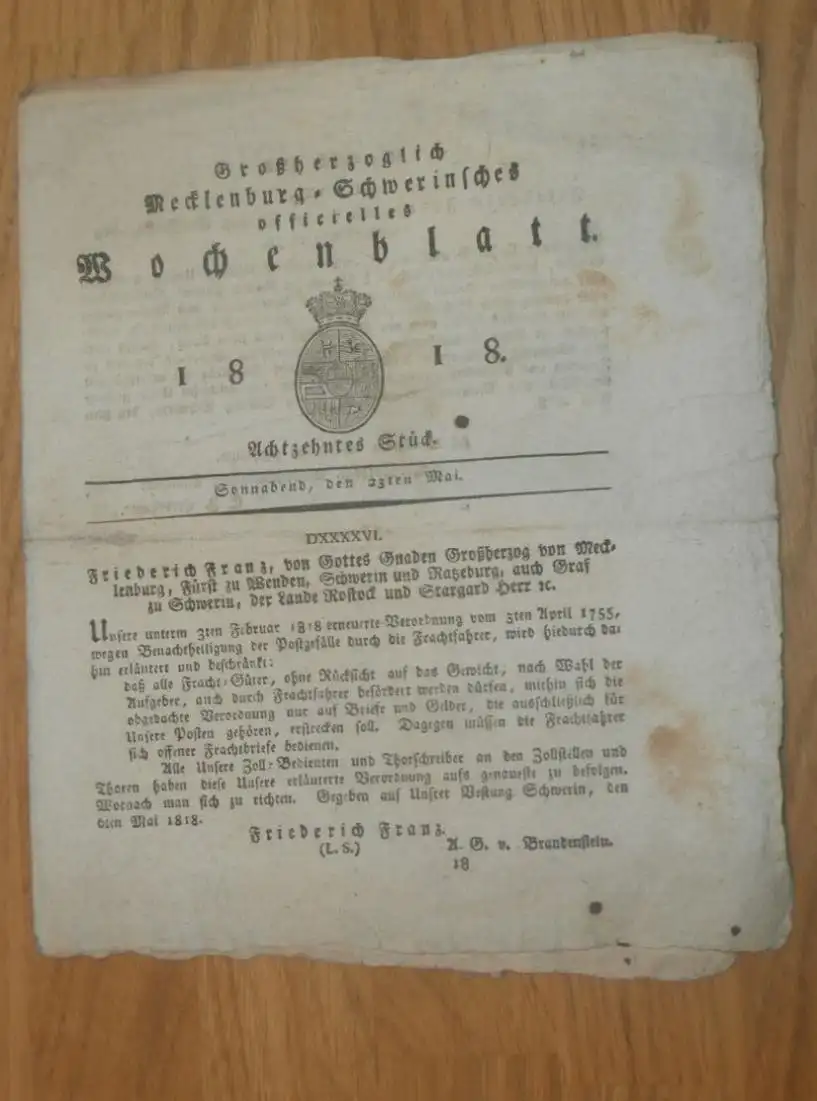 Großherzoglich
Mecklenburg-Schwerinsches
officielles
Wochenblatt.
1818.
Achtzehntes Stück.
Sonnabend, den 23ten Mai.
DXXXXVI.
Friederich Franz, von Gottes Gnaden Großherzog von Meck-
lenburg, Fürst zu Wenden, Schwerin und Ratzeburg, auch Graf
zu Schwerin, der Lande Rostock und Stargard Herr ꝛc.
Unsere unterm 3ten Februar 1818 erneuerte Verordnung vom 3ten April 1755,
wegen Benachtheiligung der Postgefälle durch die Frachtfahrer, wird hiedurch da-
hin erläutert und beschränkt:
daß alle Fracht-Güter, ohne Rücksicht auf das Gewicht, nach Wahl der
Aufgeber, auch durch Frachtfahrer befördert werden dürfen, mithin sich die
obgedachte Verordnung nur auf Briefe und Gelder, die ausschließlich für
Unsere Posten gehören, erstrecken soll. Dagegen müssen die Frachtfahrer
sich offener Frachtbriefe bedienen.
Alle Unsere Zoll-Bedienten und Thorschreiber an den Zollstellen und
Thoren haben diese Unsere erläuterte Verordnung aufs genaueste zu befolgen.
Wornach man sich zu richten. Gegeben auf Unsrer Vestung Schwerin, den
Mai 1818.
Friederich Franz.
(L. S.) A. G. v. Brandenstein.
18